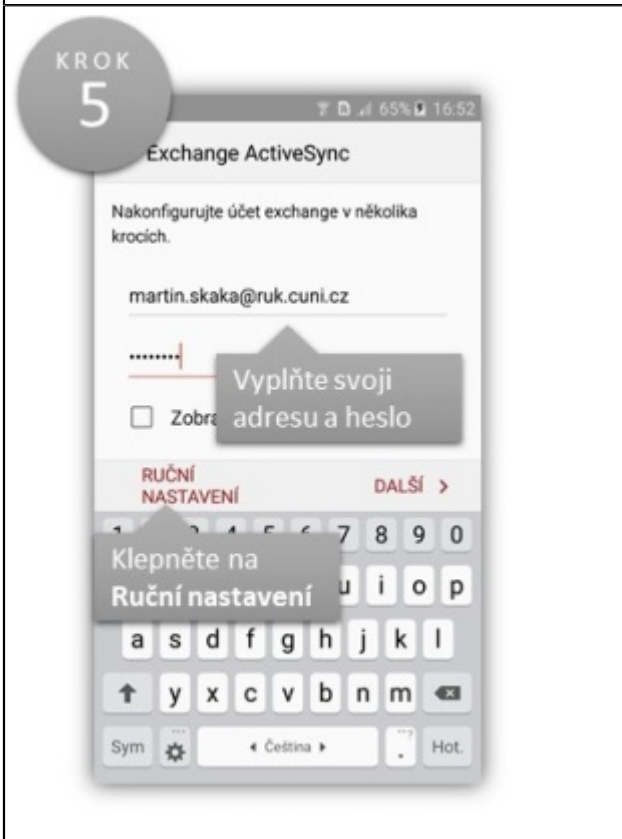 KROK
5
65% 16:52
Exchange ActiveSync
Nakonfigurujte účet exchange v několika
krocích.
martin.skaka@ruk.cuni.cz
••••••••
Vyplňte svoji
adresu a heslo
RUČNÍ
NASTAVENÍ
DALŠÍ >
7 8 9 0
Klepněte na
Ruční nastavení
u i o p
a s d f g h j k l
y x c v b n m
Sym
Čeština
.
Hot.